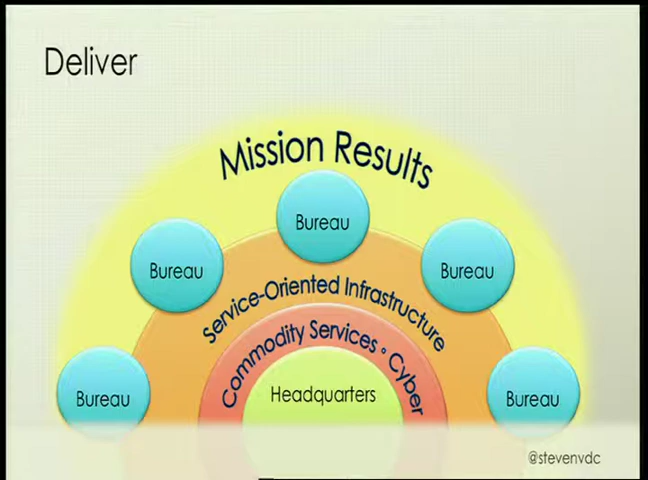 Deliver
Mission Results
Bureau
Bureau
Bureau
Service-Oriented Infrastructure
Commodity Services • Cyber
Headquarters
Bureau
Bureau
@stevenvdc